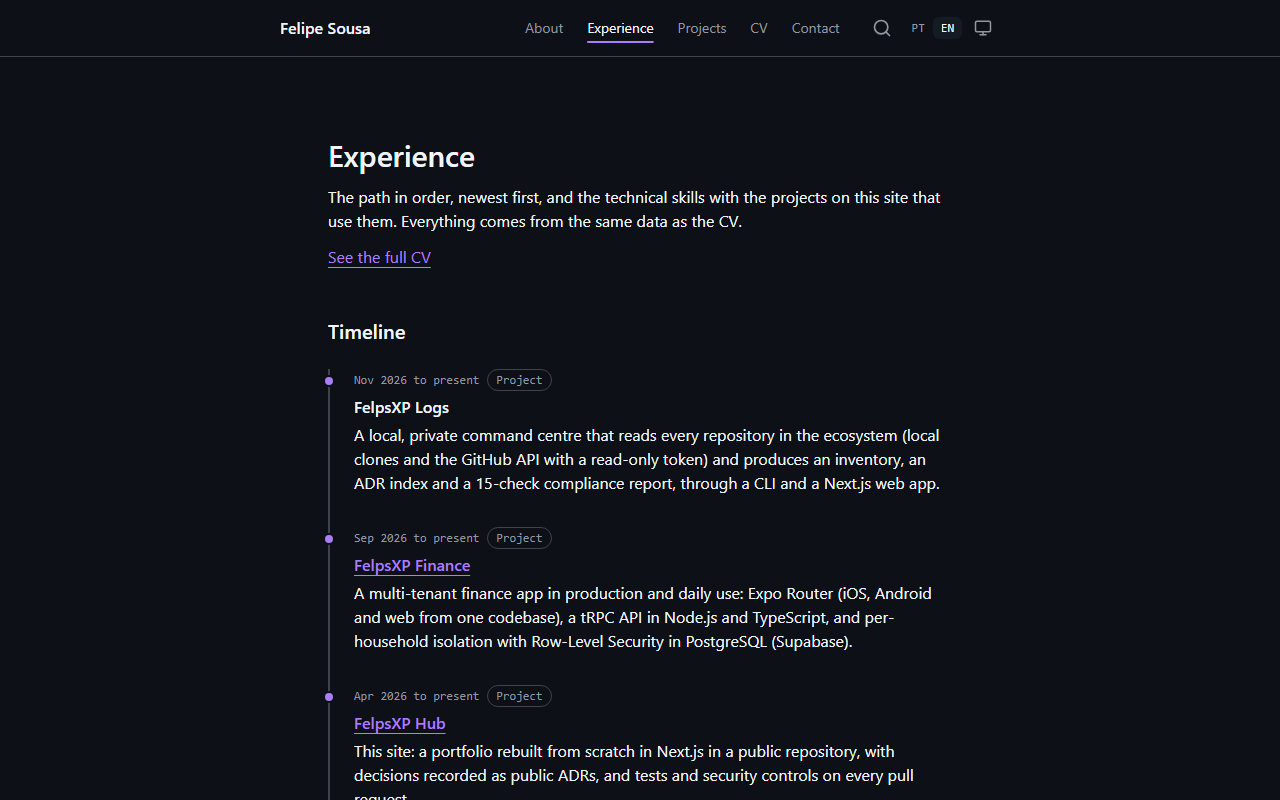 Felipe Sousa
About Experience Projects CV Contact PT EN
Experience
The path in order, newest first, and the technical skills with the projects on this site that
use them. Everything comes from the same data as the CV.
See the full CV
Timeline
Nov 2026 to present Project
FelpsXP Logs
A local, private command centre that reads every repository in the ecosystem (local
clones and the GitHub API with a read-only token) and produces an inventory, an
ADR index and a 15-check compliance report, through a CLI and a Next.js web app.
Sep 2026 to present Project
FelpsXP Finance
A multi-tenant finance app in production and daily use: Expo Router (iOS, Android
and web from one codebase), a tRPC API in Node.js and TypeScript, and per-
household isolation with Row-Level Security in PostgreSQL (Supabase).
Apr 2026 to present Project
FelpsXP Hub
This site: a portfolio rebuilt from scratch in Next.js in a public repository, with
decisions recorded as public ADRs, and tests and security controls on every pull
request.